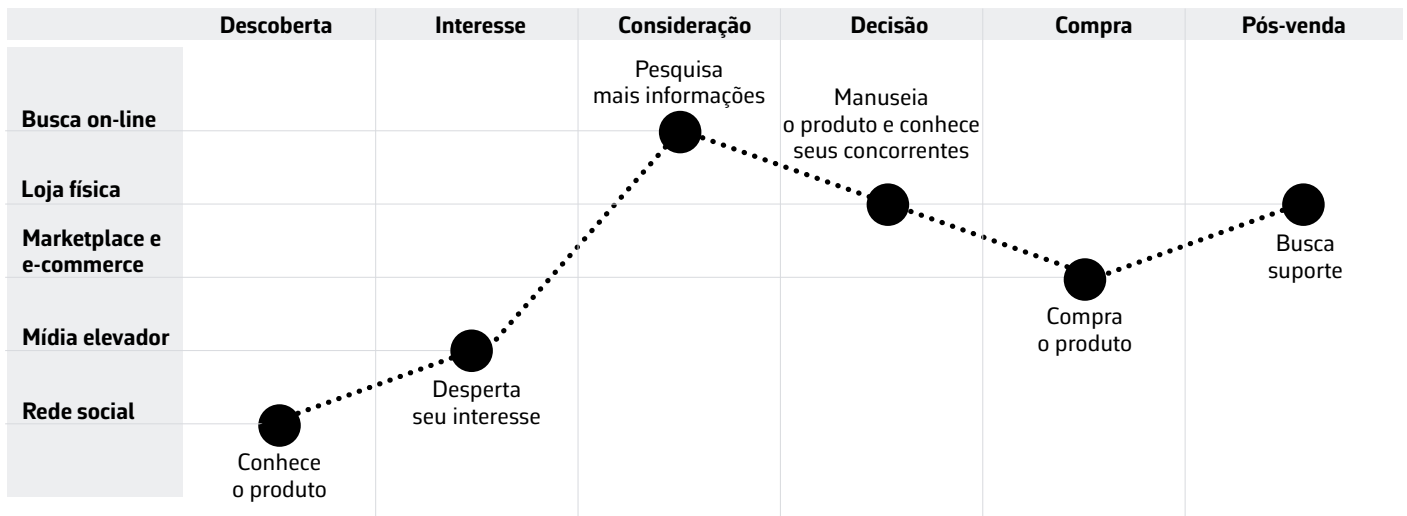 Descoberta Interesse Consideração Decisão Compra Pós-venda
Busca on-line
Loja física
Marketplace e
e-commerce
Mídia elevador
Rede social
Conhece
o produto
Desperta
seu interesse
Pesquisa
mais informações
Manuseia
o produto e conhece
seus concorrentes
Compra
o produto
Busca
suporte